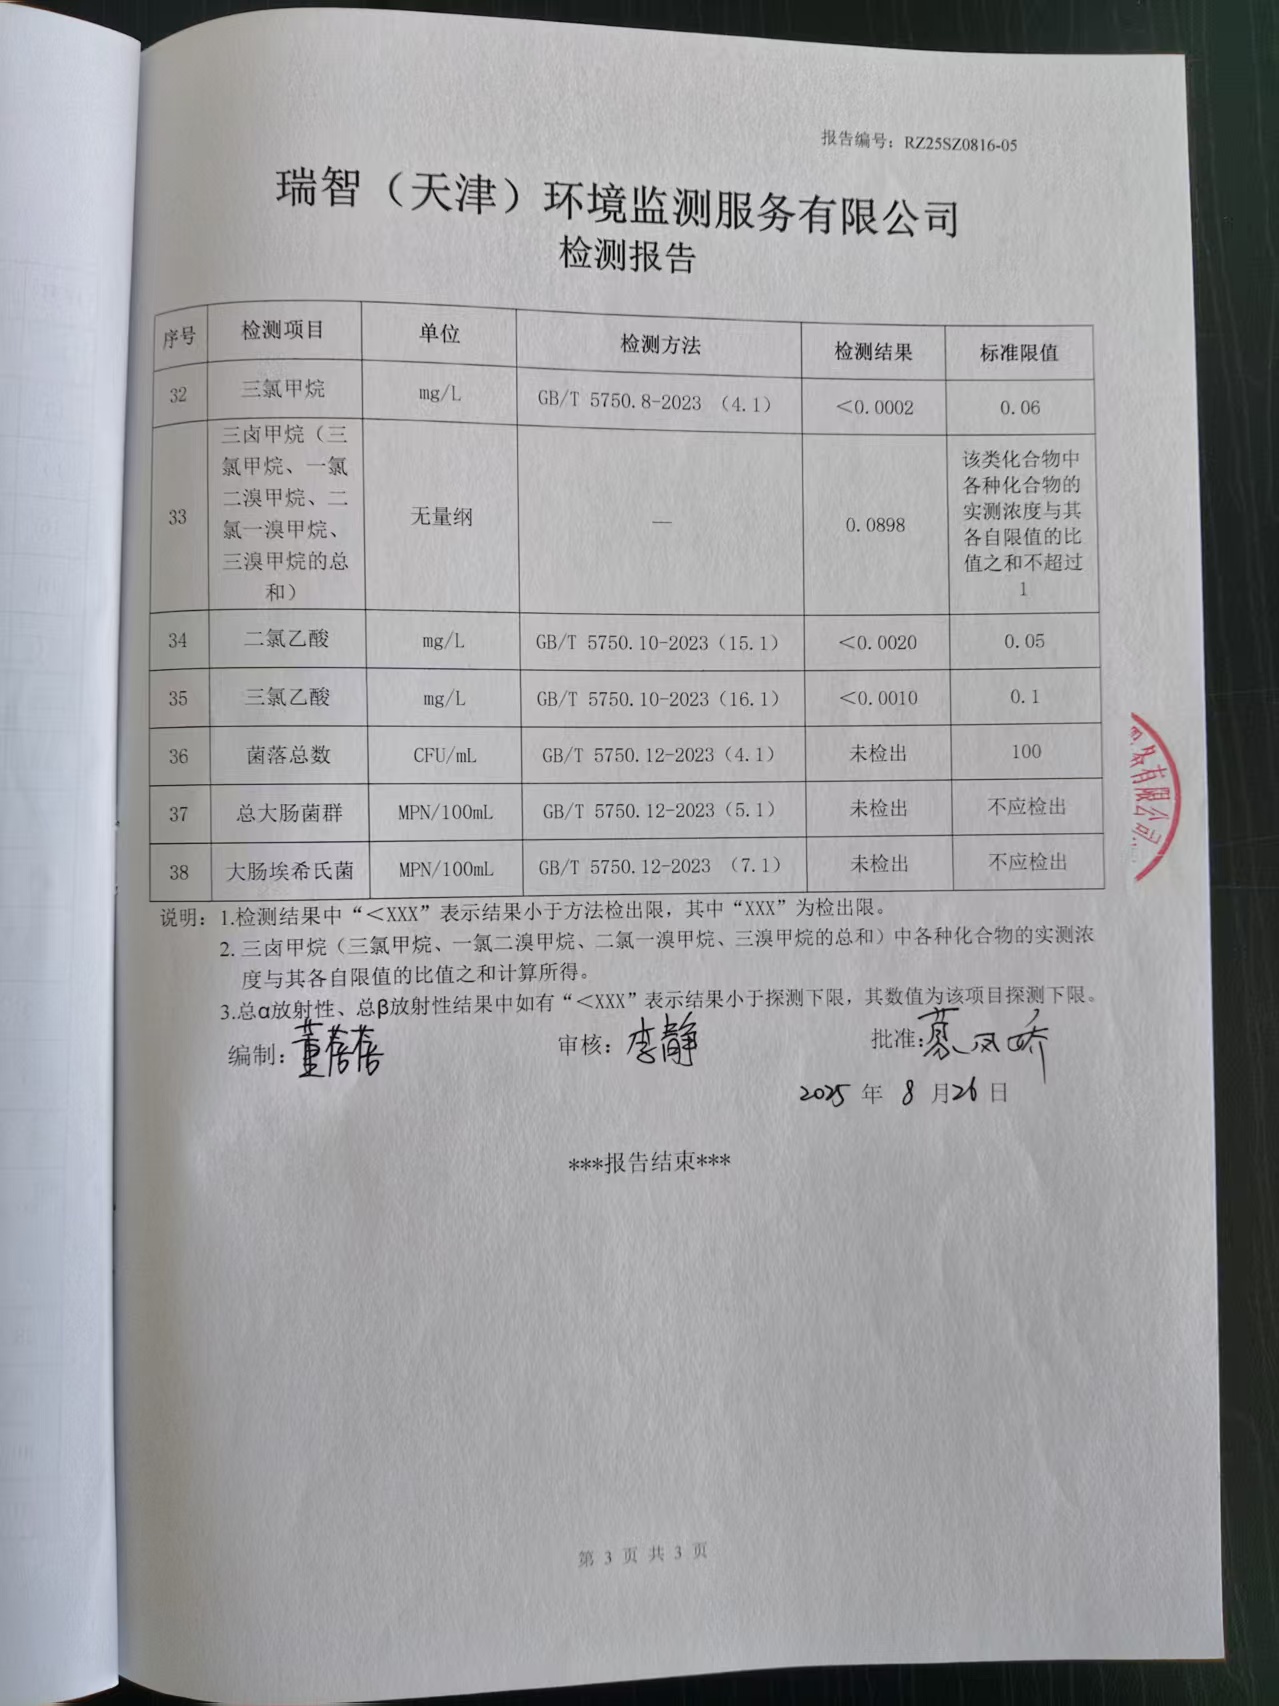 报告编号：RZ25SZ0816-05
瑞智（天津）环境监测服务有限公司
检测报告
序号 检测项目 单位 检测方法 检测结果 标准限值
32 三氯甲烷 mg/L GB/T 5750.8-2023 （4.1） ＜0.0002 0.06
33 三卤甲烷（三氯甲烷、一氯二溴甲烷、二氯一溴甲烷、三溴甲烷的总和） 无量纲 — 0.0898 该类化合物中各种化合物的实测浓度与其各自限值的比值之和不超过1
34 二氯乙酸 mg/L GB/T 5750.10-2023（15.1） ＜0.0020 0.05
35 三氯乙酸 mg/L GB/T 5750.10-2023（16.1） ＜0.0010 0.1
36 菌落总数 CFU/mL GB/T 5750.12-2023（4.1） 未检出 100
37 总大肠菌群 MPN/100mL GB/T 5750.12-2023（5.1） 未检出 不应检出
38 大肠埃希氏菌 MPN/100mL GB/T 5750.12-2023 （7.1） 未检出 不应检出
说明：1.检测结果中“＜XXX”表示结果小于方法检出限，其中“XXX”为检出限。
2. 三卤甲烷（三氯甲烷、一氯二溴甲烷、二氯一溴甲烷、三溴甲烷的总和）中各种化合物的实测浓
度与其各自限值的比值之和计算所得。
3.总α放射性、总β放射性结果中如有“＜XXX”表示结果小于探测下限，其数值为该项目探测下限。
编制：董蓓蓓 审核：李静 批准：
2025 年 8 月 26 日
***报告结束***
务有限公司
第 3 页 共 3 页